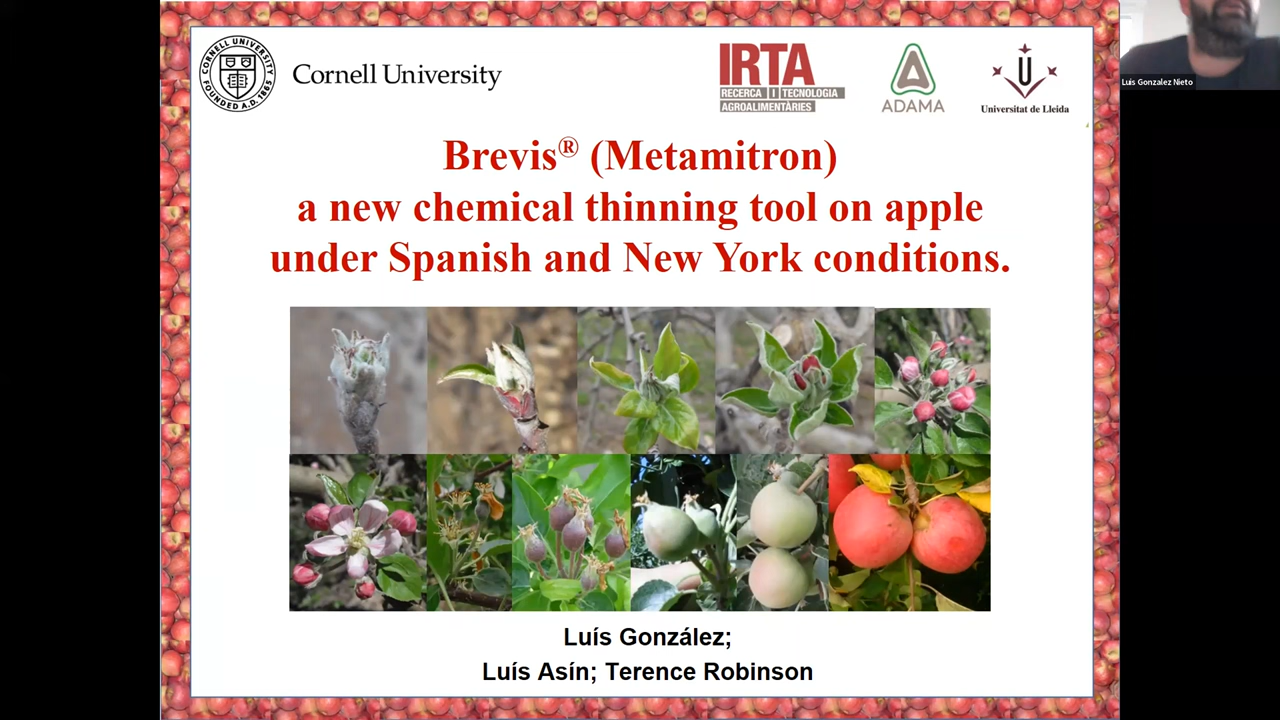 CORNELL UNIVERSITY
FOUNDED A.D. 1865
Cornell University
IRTA
RECERCA I TECNOLOGIA
AGROALIMENTÀRIES
ADAMA
Universitat de Lleida
Luis Gonzalez Nieto
Brevis® (Metamitron)
a new chemical thinning tool on apple
under Spanish and New York conditions.
Luís González;
Luís Asín; Terence Robinson